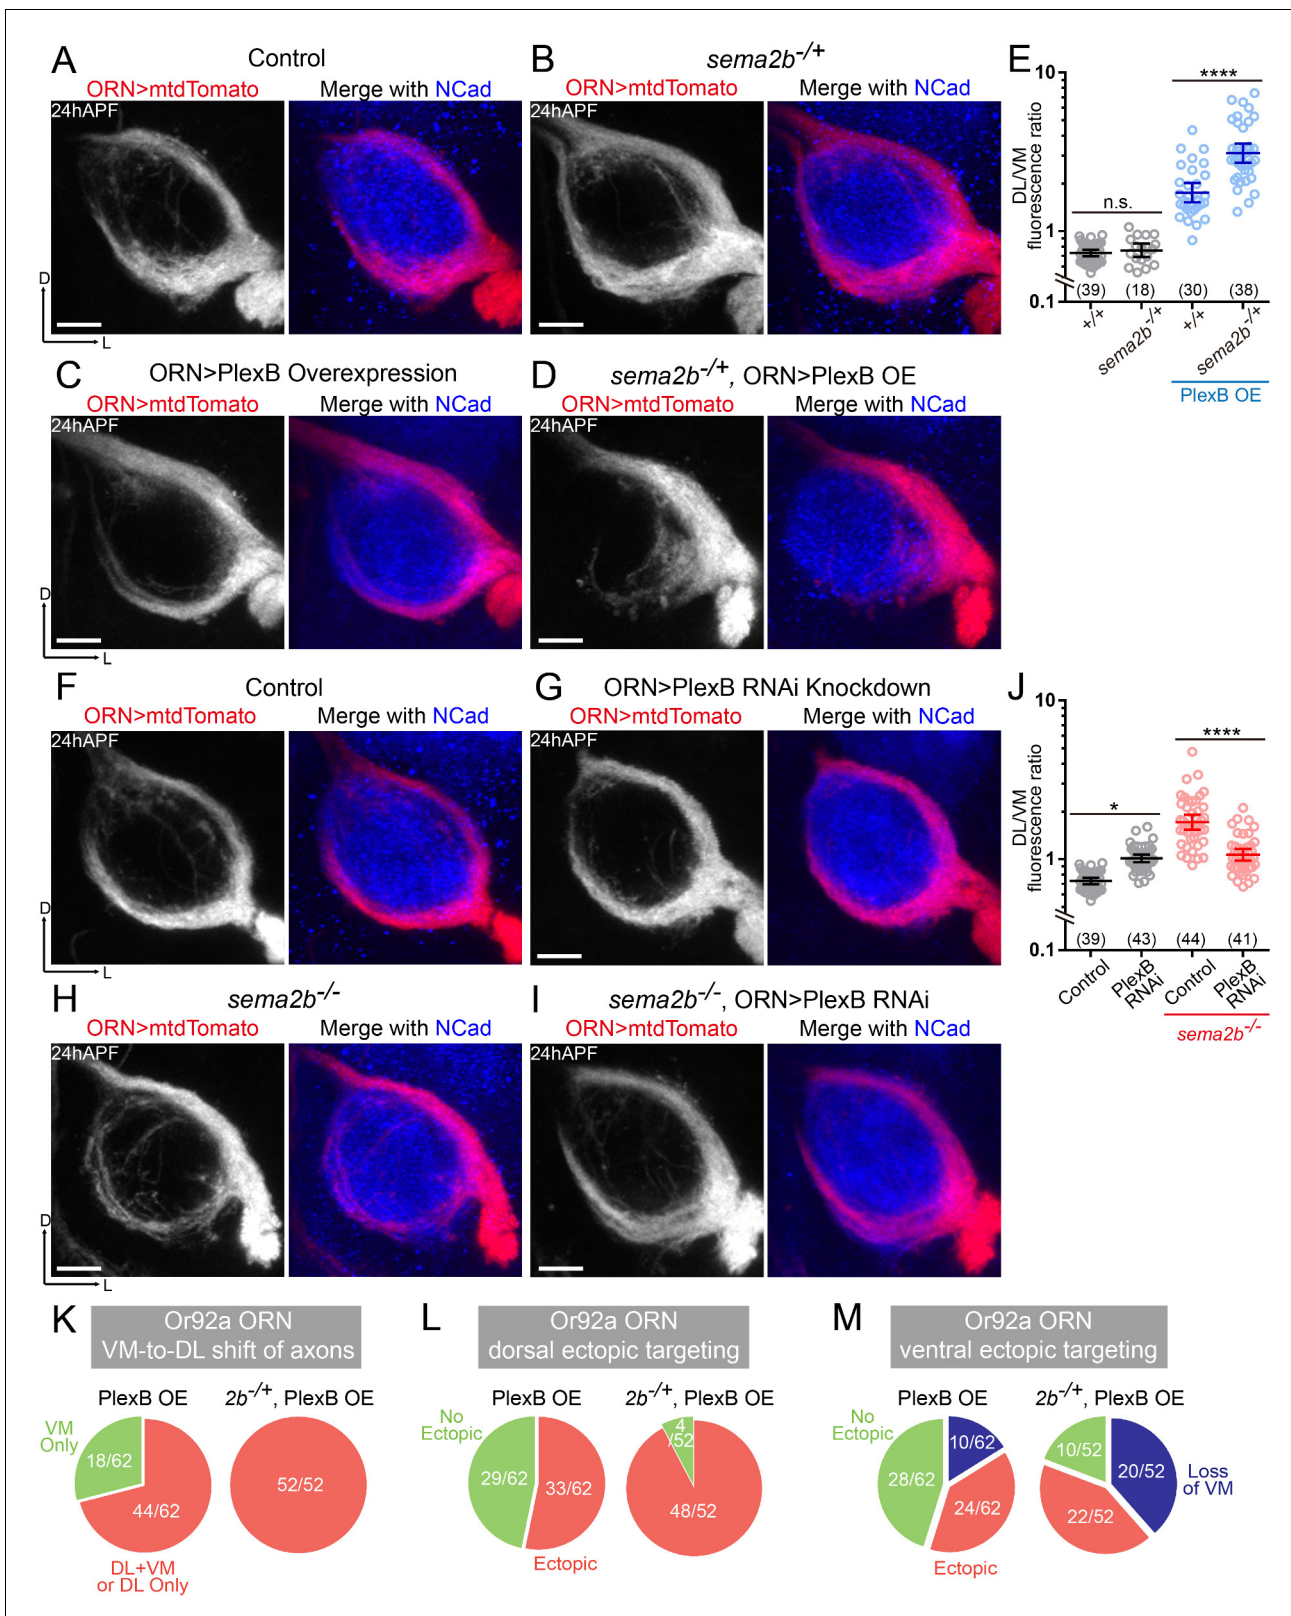 A
Control
ORN>mtdTomato
Merge with NCad
24hAPF
D
L
B
sema2b-/+
ORN>mtdTomato
Merge with NCad
24hAPF
E
10
1
0.1
DL/VM
fluorescence ratio
n.s.
****
(39)
(18)
(30)
(38)
+/+
sema2b-/+
+/+
sema2b-/+
PlexB OE
C
ORN>PlexB Overexpression
ORN>mtdTomato
Merge with NCad
24hAPF
D
L
D
sema2b-/+, ORN>PlexB OE
ORN>mtdTomato
Merge with NCad
24hAPF
F
Control
ORN>mtdTomato
Merge with NCad
24hAPF
D
L
G
ORN>PlexB RNAi Knockdown
ORN>mtdTomato
Merge with NCad
24hAPF
J
10
1
0.1
DL/VM
fluorescence ratio
*
****
(39)
(43)
(44)
(41)
Control
PlexB
RNAi
Control
PlexB
RNAi
sema2b-/-
H
sema2b-/-
ORN>mtdTomato
Merge with NCad
24hAPF
D
L
I
sema2b-/-, ORN>PlexB RNAi
ORN>mtdTomato
Merge with NCad
24hAPF
K
Or92a ORN
VM-to-DL shift of axons
PlexB OE
2b-/+, PlexB OE
VM
Only
18/62
44/62
52/52
DL+VM
or DL Only
L
Or92a ORN
dorsal ectopic targeting
PlexB OE
2b-/+, PlexB OE
No
Ectopic
29/62
33/62
4
/52
48/52
Ectopic
M
Or92a ORN
ventral ectopic targeting
PlexB OE
2b-/+, PlexB OE
No
Ectopic
10/62
28/62
24/62
10/52
20/52
22/52
Loss
of VM
Ectopic